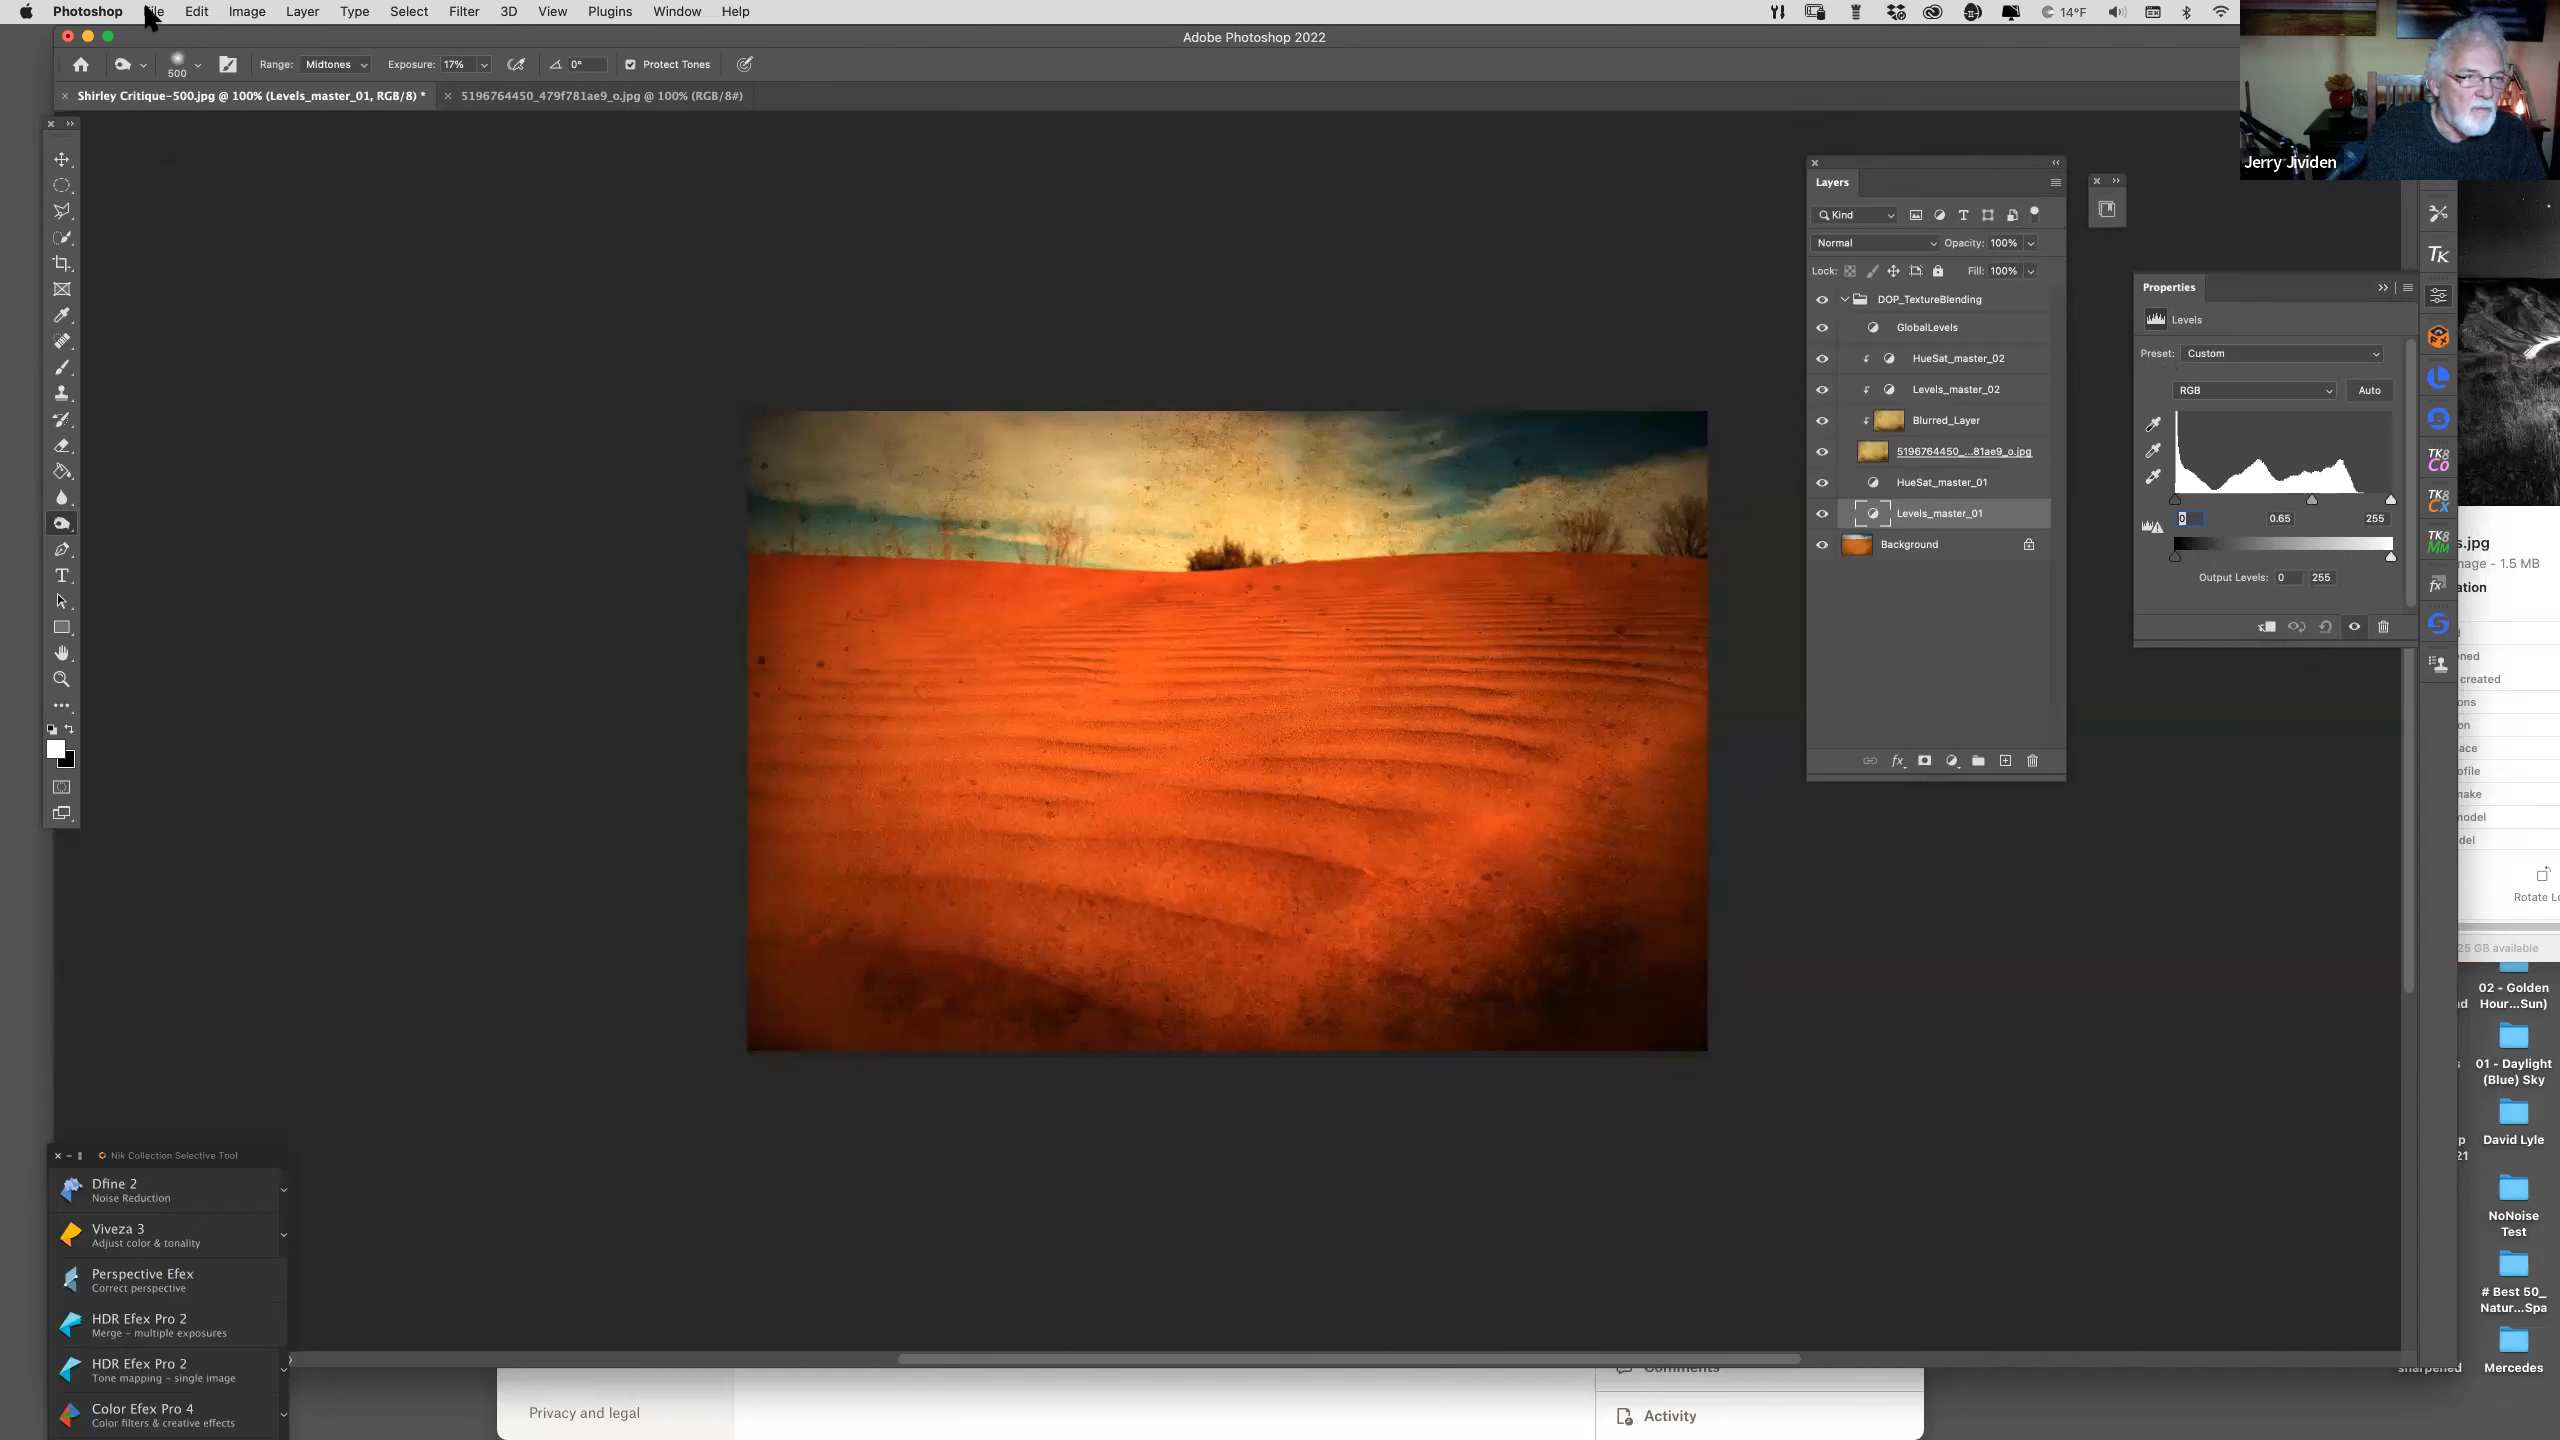 Photoshop File Edit Image Layer Type Select Filter 3D View Plugins Window Help
14°F
Adobe Photoshop 2022
500
Range: Midtones Exposure: 17% 0° Protect Tones
Shirley Critique-500.jpg @ 100% (Levels_master_01, RGB/8) * 5196764450_479f781ae9_o.jpg @ 100% (RGB/8#)
Jerry Jividen
Layers
Kind
Normal Opacity: 100%
Lock: Fill: 100%
DOP_TextureBlending
GlobalLevels
HueSat_master_02
Levels_master_02
Blurred_Layer
5196764450_...81ae9_o.jpg
HueSat_master_01
Levels_master_01
Background
fx
Properties
Levels
Preset: Custom
RGB Auto
0 0.65 255
Output Levels: 0 255
TK
TK8
Co
TK8
Cx
TK8
Mm
fx
s.jpg
mage - 1.5 MB
ation
ened
created
ons
on
ace
ofile
make
model
del
Rotate Le
25 GB available
02 - Golden
Hour...Sun)
01 - Daylight
(Blue) Sky
David Lyle
NoNoise
Test
# Best 50_
Natur...Spa
Mercedes
sharpened
Nik Collection Selective Tool
Dfine 2
Noise Reduction
Viveza 3
Adjust color & tonality
Perspective Efex
Correct perspective
HDR Efex Pro 2
Merge - multiple exposures
HDR Efex Pro 2
Tone mapping - single image
Color Efex Pro 4
Color filters & creative effects
Privacy and legal
Comments
Activity